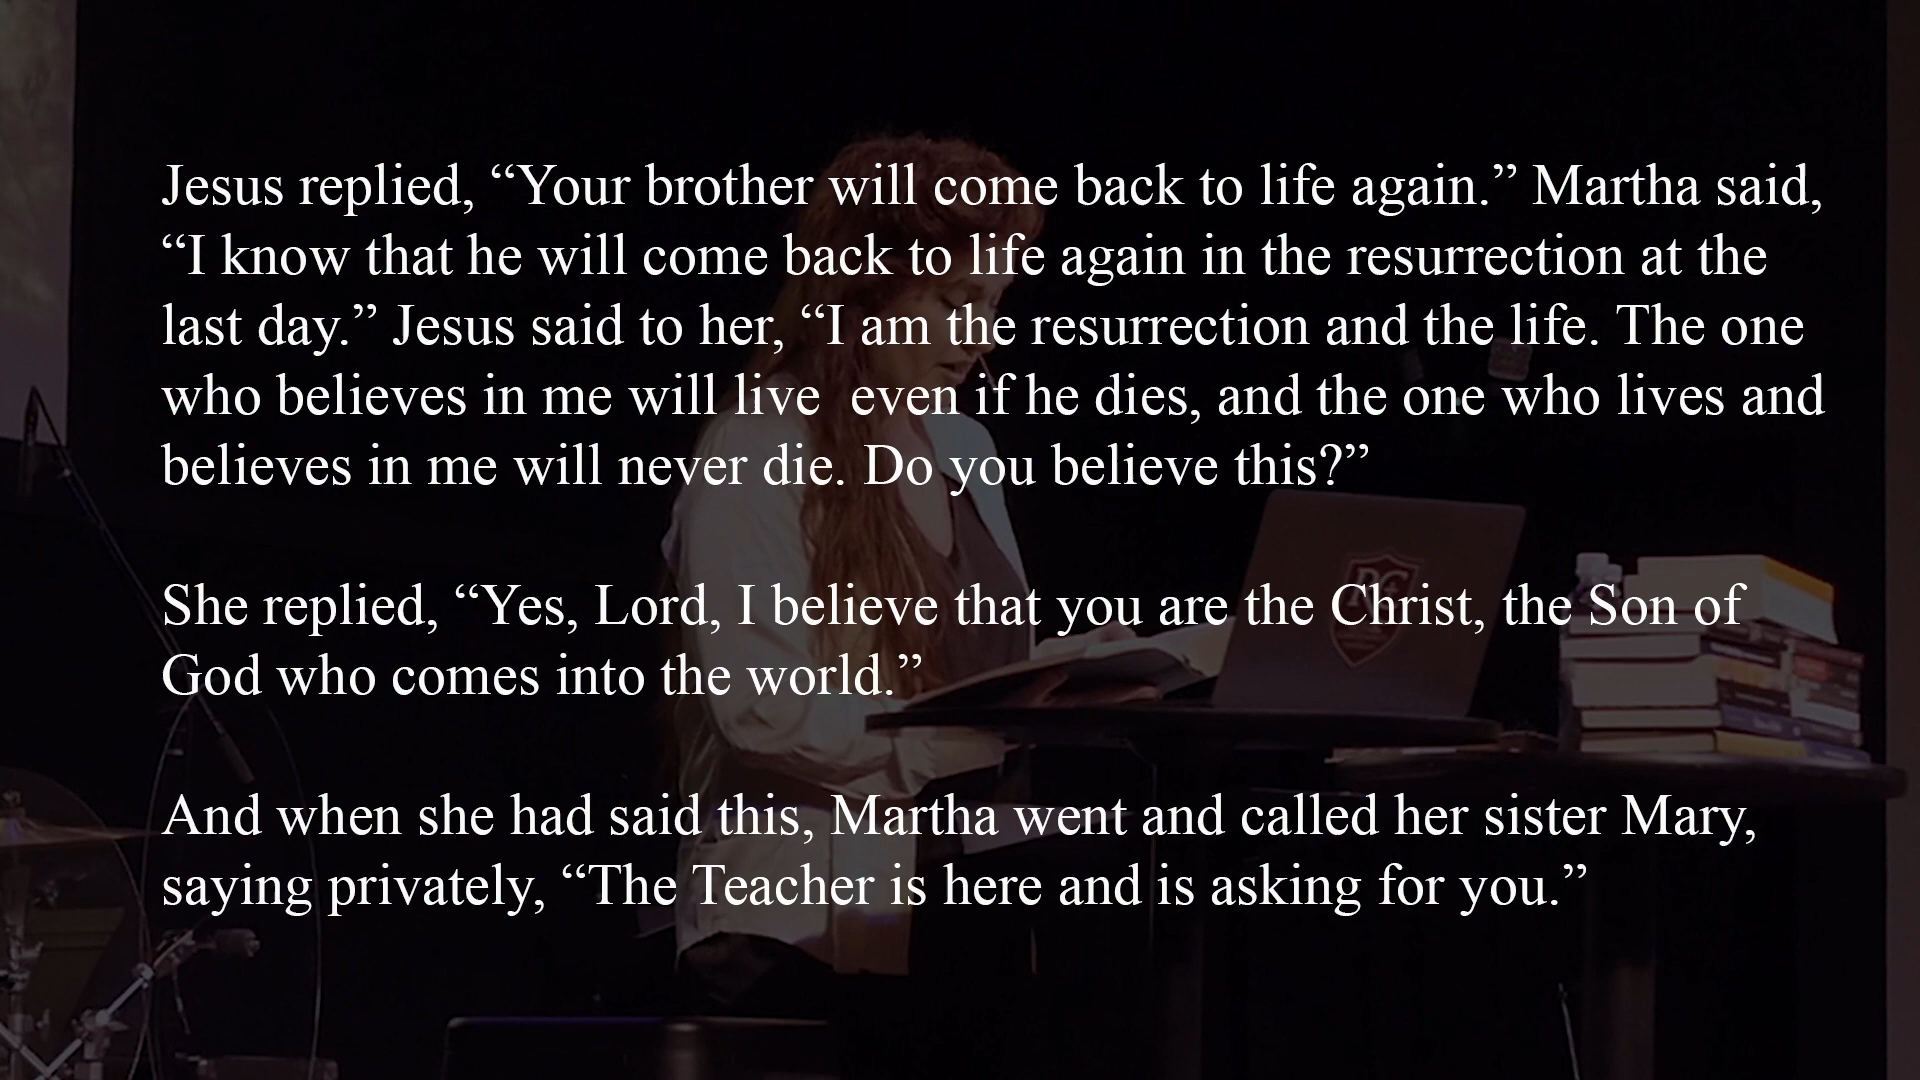 Jesus replied, “Your brother will come back to life again.” Martha said,
“I know that he will come back to life again in the resurrection at the
last day.” Jesus said to her, “I am the resurrection and the life. The one
who believes in me will live  even if he dies, and the one who lives and
believes in me will never die. Do you believe this?”
She replied, “Yes, Lord, I believe that you are the Christ, the Son of
God who comes into the world.”
And when she had said this, Martha went and called her sister Mary,
saying privately, “The Teacher is here and is asking for you.”